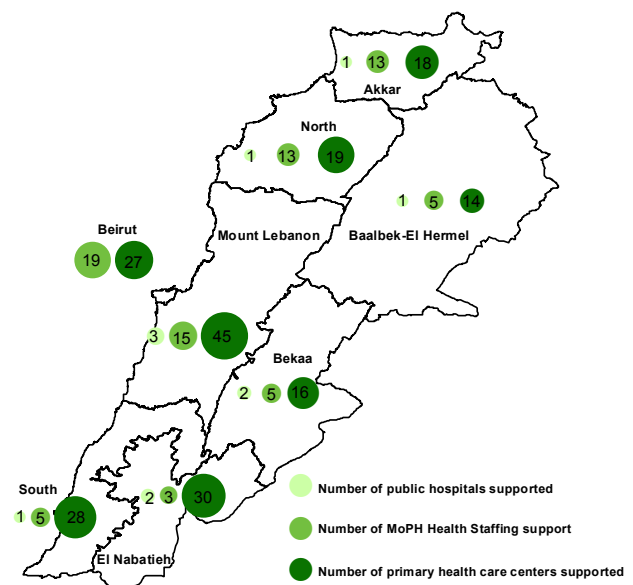 1 13 18
Akkar
North
1 13 19
1 5 14
Beirut
Mount Lebanon
Baalbek-El Hermel
19 27
3 15 45
Bekaa
2 5 16
South
2 3 30
1 5 28
El Nabatieh
Number of public hospitals supported
Number of MoPH Health Staffing support
Number of primary health care centers supported